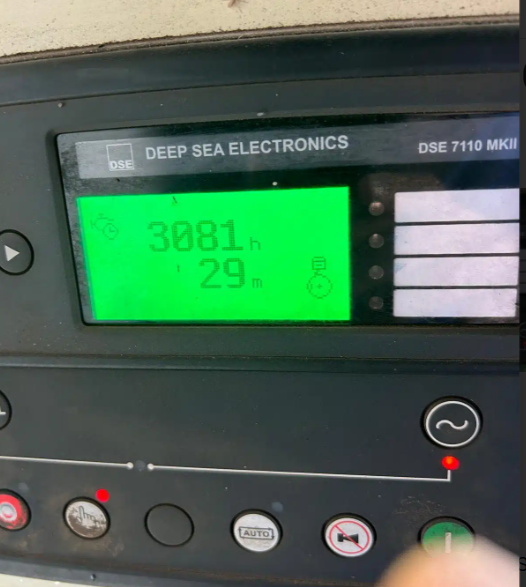 DSE
DEEP SEA ELECTRONICS
DSE 7110 MKII
3081 h
29 m
AUTO